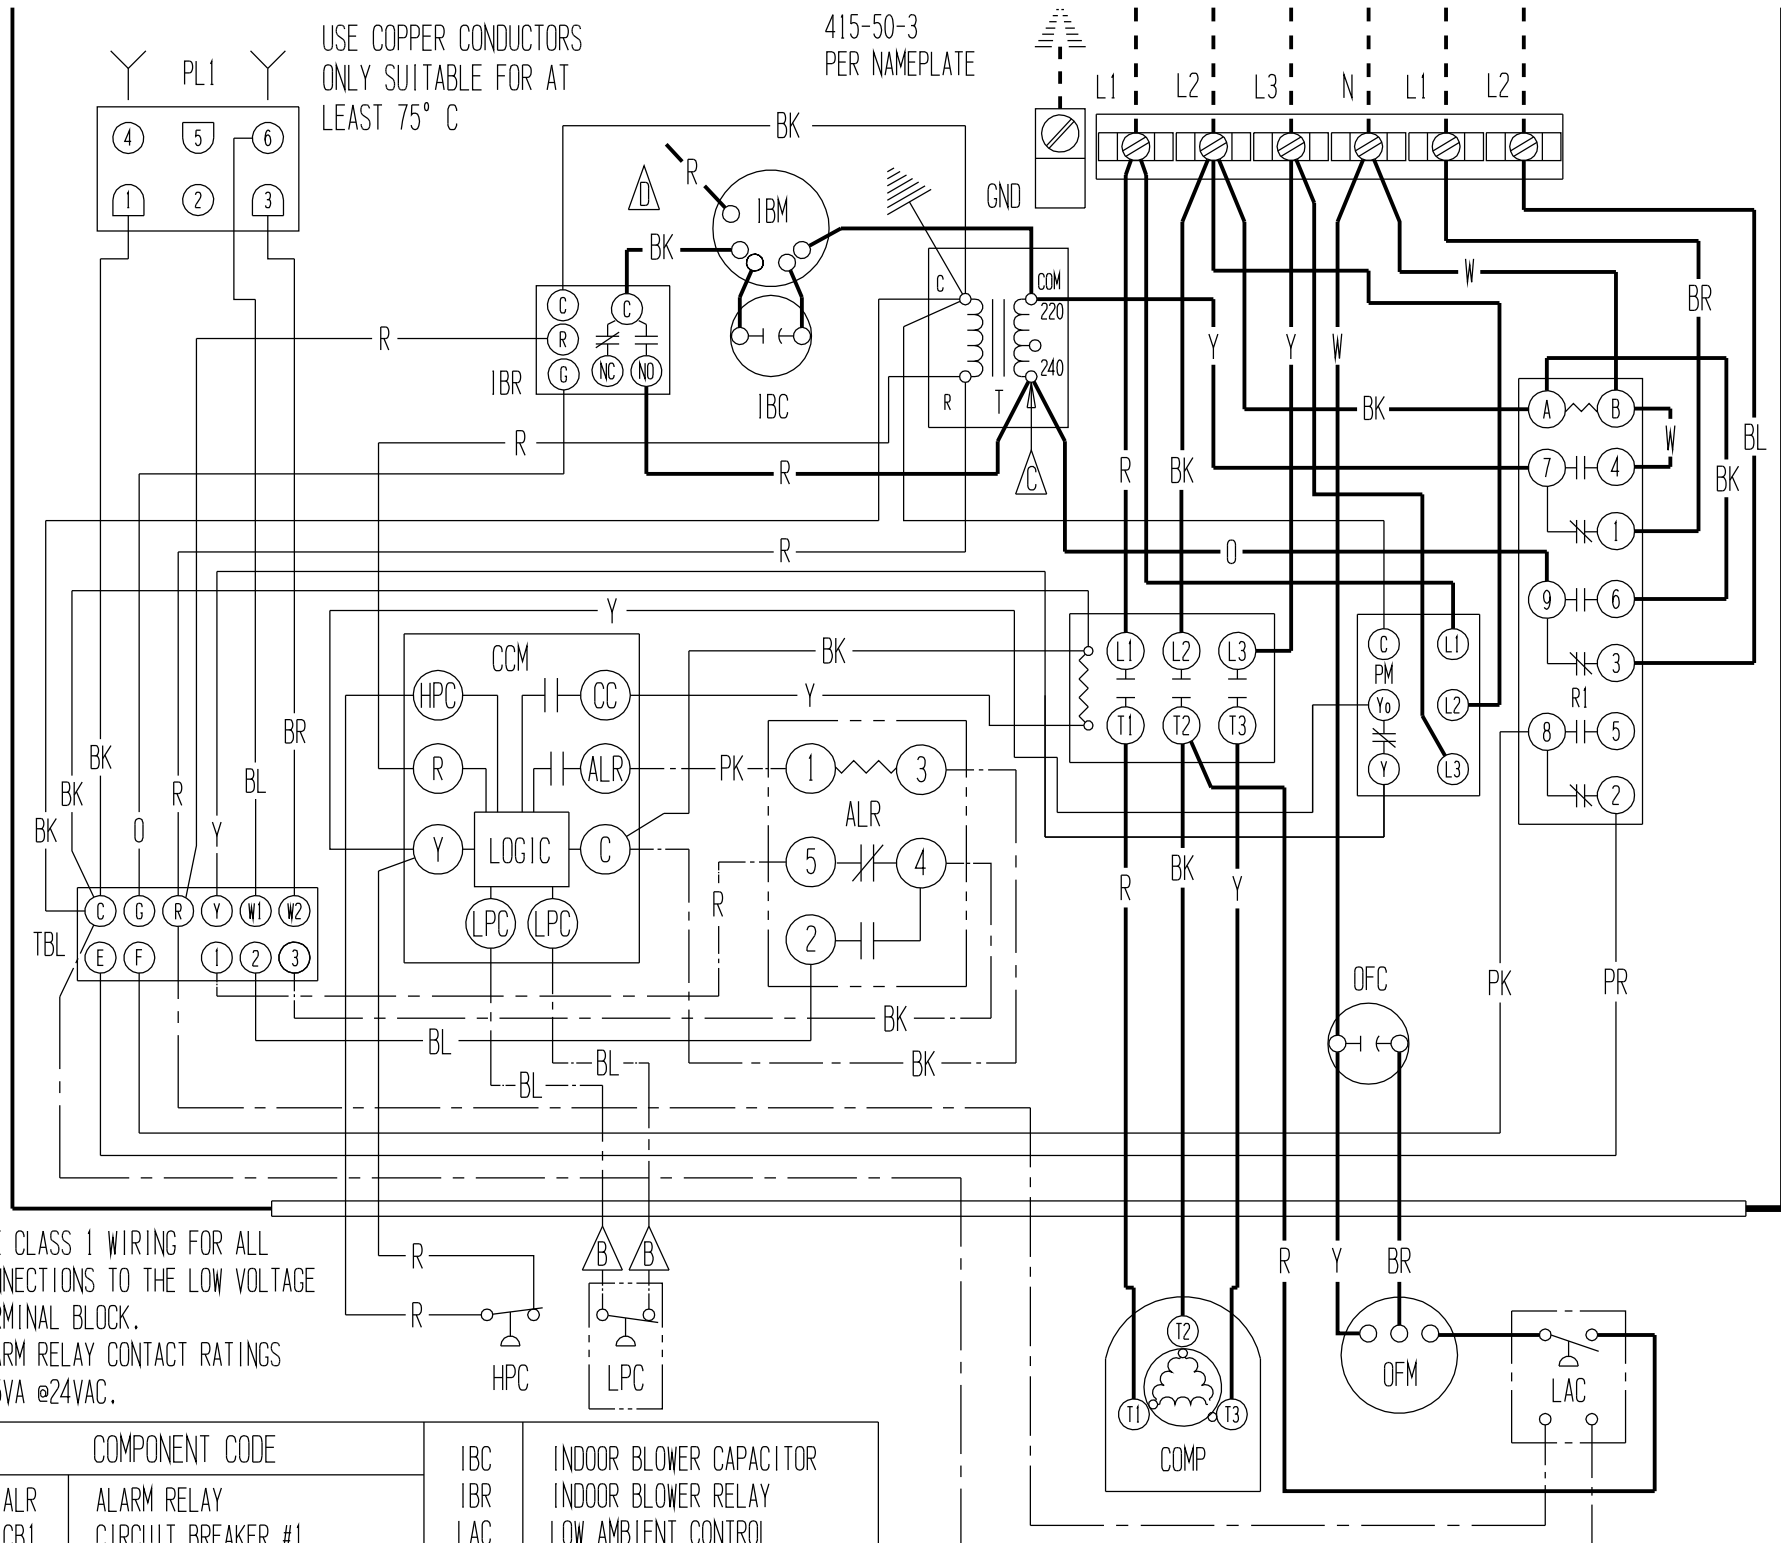 USE COPPER CONDUCTORS
ONLY SUITABLE FOR AT
LEAST 75° C
415-50-3
PER NAMEPLATE
PL1
4 5 6
1 2 3
GND
L1 L2 L3 N L1 L2
BK
R
D
IBM
BK
IBC
C
R
G
C
NC NO
IBR
C
COM
220
240
R
T
C
R
R
R
R
Y
Y Y W
W
BR
BL
BK
BK
W
R
BK
O
A B
7 4
1
9 6
3
R1
8 5
2
CCM
HPC CC
R ALR
Y LOGIC C
LPC LPC
BK
Y
PK
1 3
ALR
5 4
2
R
L1 L2 L3
T1 T2 T3
C L1
PM
Yo L2
Y L3
BK BR
BK BL
R
BK O Y
C G R Y W1 W2
TBL
E F 1 2 3
R BK Y
OFC
PK PR
BK
BL
BL
BK
BL
CLASS 1 WIRING FOR ALL
NNECTIONS TO THE LOW VOLTAGE
RMINAL BLOCK.
ARM RELAY CONTACT RATINGS
VA @24VAC.
R
R
B B
HPC
LPC
R Y BR
T2
T1 T3
COMP
OFM
LAC
COMPONENT CODE
ALR ALARM RELAY
CB1 CIRCUIT BREAKER #1
IBC INDOOR BLOWER CAPACITOR
IBR INDOOR BLOWER RELAY
LAC LOW AMBIENT CONTROL